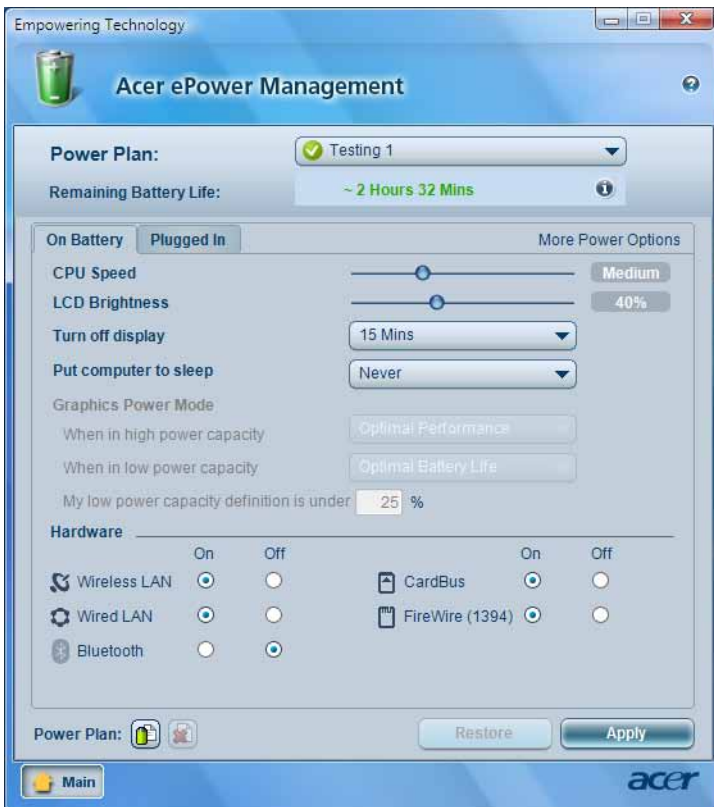 Empowering Technology
Acer ePower Management
Power Plan: Testing 1
Remaining Battery Life: ~ 2 Hours 32 Mins
On Battery Plugged In More Power Options
CPU Speed Medium
LCD Brightness 40%
Turn off display 15 Mins
Put computer to sleep Never
Graphics Power Mode
When in high power capacity Optimal Performance
When in low power capacity Optimal Battery Life
My low power capacity definition is under 25 %
Hardware
On Off On Off
Wireless LAN CardBus
Wired LAN FireWire (1394)
Bluetooth
Power Plan: Restore Apply
Main acer